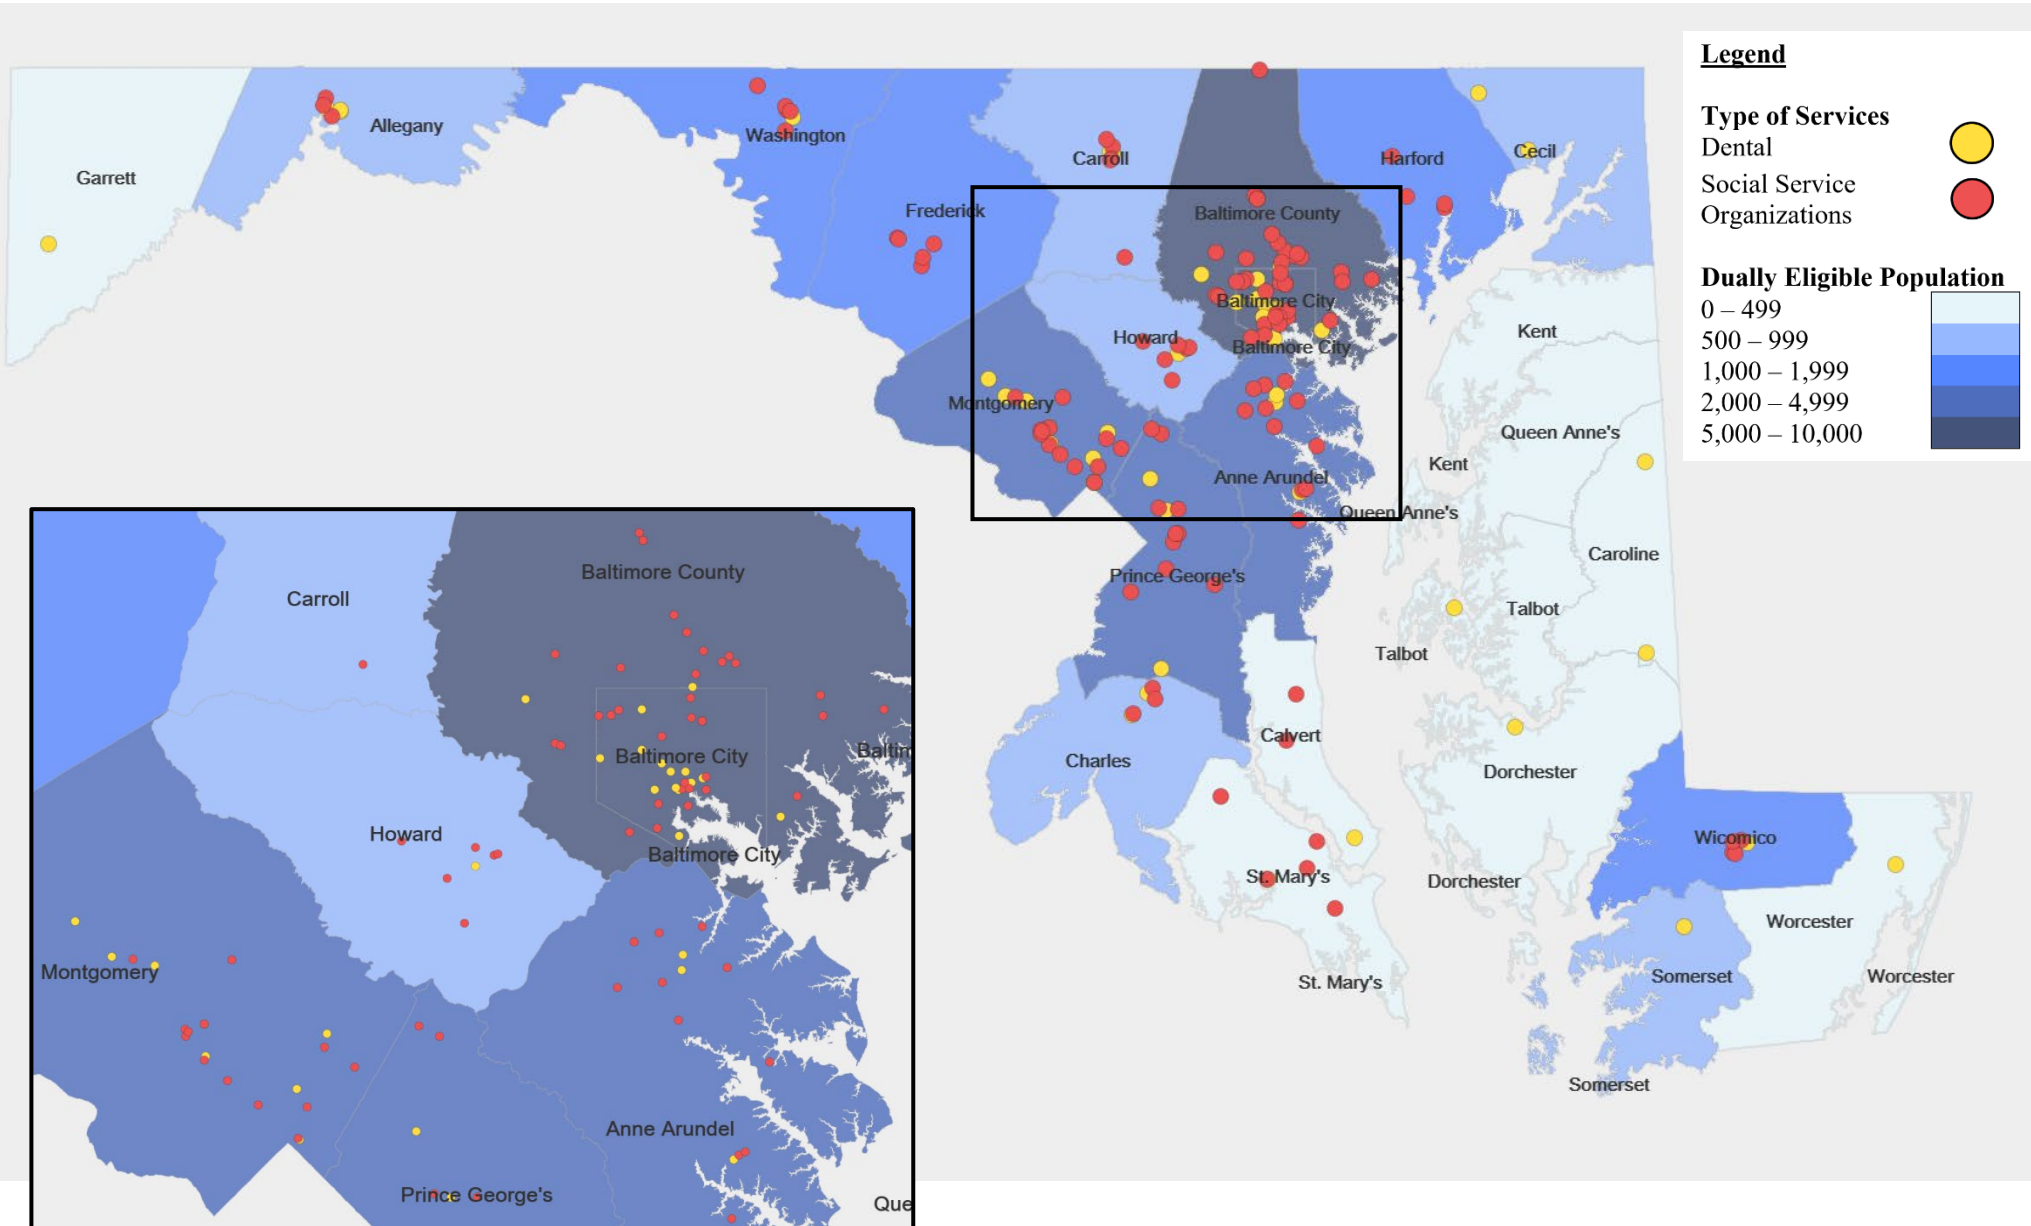 Legend
Type of Services
Dental
Social Service
Organizations
Dually Eligible Population
0 – 499
500 – 999
1,000 – 1,999
2,000 – 4,999
5,000 – 10,000
Garrett
Allegany
Washington
Frederick
Carroll
Baltimore County
Harford
Cecil
Baltimore City
Howard
Baltimore City
Montgomery
Anne Arundel
Prince George's
Kent
Queen Anne's
Kent
Queen Anne's
Caroline
Talbot
Talbot
Calvert
Charles
Dorchester
Dorchester
St. Mary's
St. Mary's
Wicomico
Worcester
Worcester
Somerset
Somerset
Carroll
Baltimore County
Baltimore City
Baltim
Howard
Baltimore City
Montgomery
Anne Arundel
Prince George's
Que